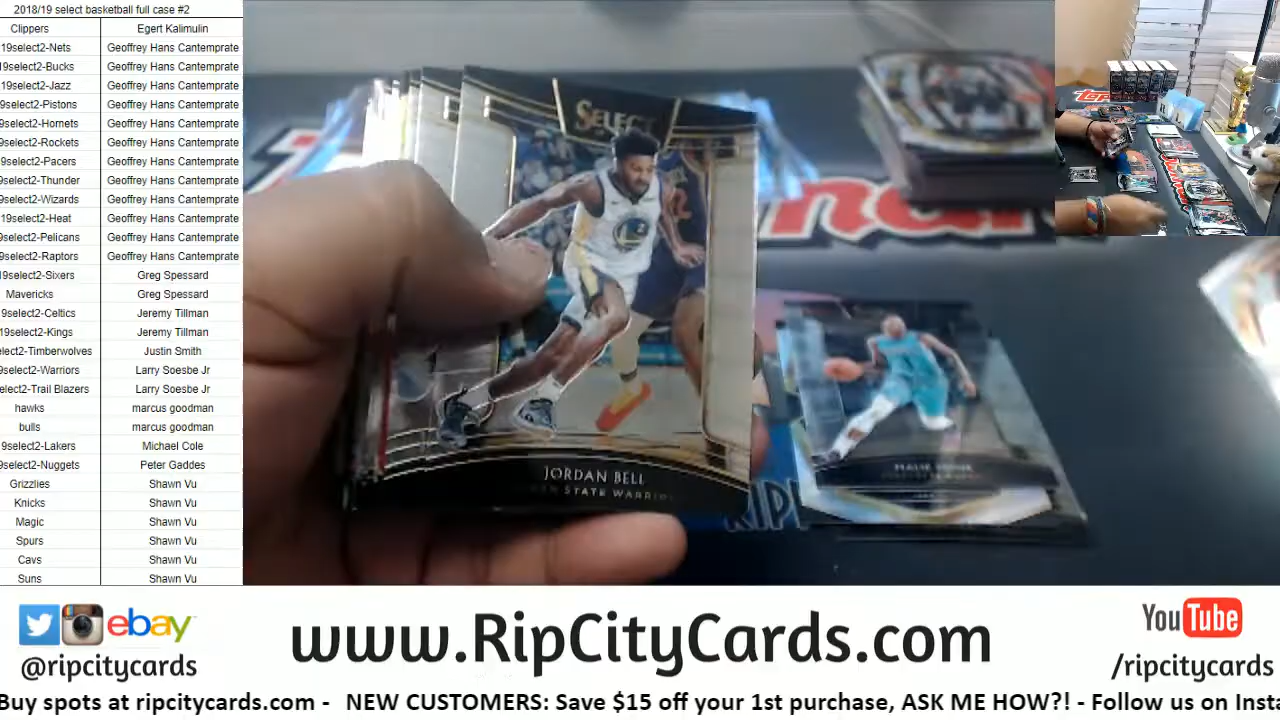 2018/19 select basketball full case #2
Clippers Egert Kalimulin
19select2-Nets Geoffrey Hans Cantemprate
19select2-Bucks Geoffrey Hans Cantemprate
19select2-Jazz Geoffrey Hans Cantemprate
9select2-Pistons Geoffrey Hans Cantemprate
9select2-Hornets Geoffrey Hans Cantemprate
9select2-Rockets Geoffrey Hans Cantemprate
9select2-Pacers Geoffrey Hans Cantemprate
9select2-Thunder Geoffrey Hans Cantemprate
9select2-Wizards Geoffrey Hans Cantemprate
19select2-Heat Geoffrey Hans Cantemprate
9select2-Pelicans Geoffrey Hans Cantemprate
9select2-Raptors Geoffrey Hans Cantemprate
19select2-Sixers Greg Spessard
Mavericks Greg Spessard
9select2-Celtics Jeremy Tillman
19select2-Kings Jeremy Tillman
elect2-Timberwolves Justin Smith
9select2-Warriors Larry Soesbe Jr
select2-Trail Blazers Larry Soesbe Jr
hawks marcus goodman
bulls marcus goodman
9select2-Lakers Michael Cole
9select2-Nuggets Peter Gaddes
Grizzlies Shawn Vu
Knicks Shawn Vu
Magic Shawn Vu
Spurs Shawn Vu
Cavs Shawn Vu
Suns Shawn Vu
SELECT
JORDAN BELL
EN STATE WARRI
RIP
ebay
@ripcitycards
www.RipCityCards.com
YouTube
/ripcitycards
Buy spots at ripcitycards.com - NEW CUSTOMERS: Save $15 off your 1st purchase, ASK ME HOW?! - Follow us on Insta